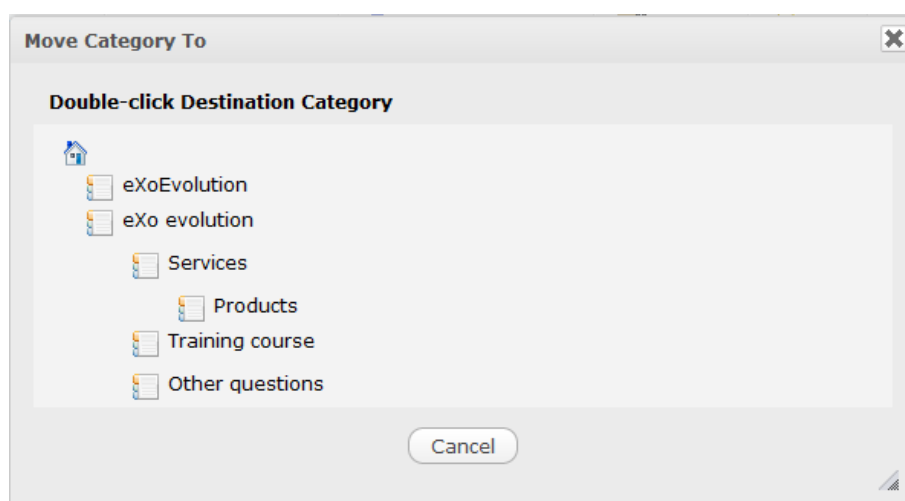 Move Category To
Double-click Destination Category
eXoEvolution
eXo evolution
Services
Products
Training course
Other questions
Cancel